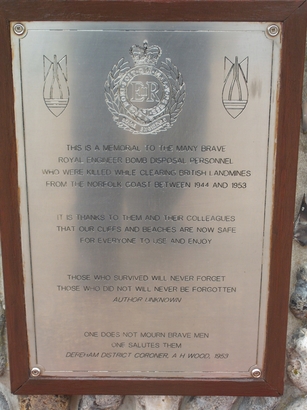 E R
THIS IS A MEMORIAL TO THE MANY BRAVE
ROYAL ENGINEER BOMB DISPOSAL PERSONNEL
WHO WERE KILLED WHILE CLEARING BRITISH LANDMINES
FROM THE NORFOLK COAST BETWEEN 1944 AND 1953
IT IS THANKS TO THEM AND THEIR COLLEAGUES
THAT OUR CLIFFS AND BEACHES ARE NOW SAFE
FOR EVERYONE TO USE AND ENJOY
THOSE WHO SURVIVED WILL NEVER FORGET
THOSE WHO DID NOT WILL NEVER BE FORGOTTEN
AUTHOR UNKNOWN
ONE DOES NOT MOURN BRAVE MEN
ONE SALUTES THEM
DEREHAM DISTRICT CORONER, A H WOOD, 1953